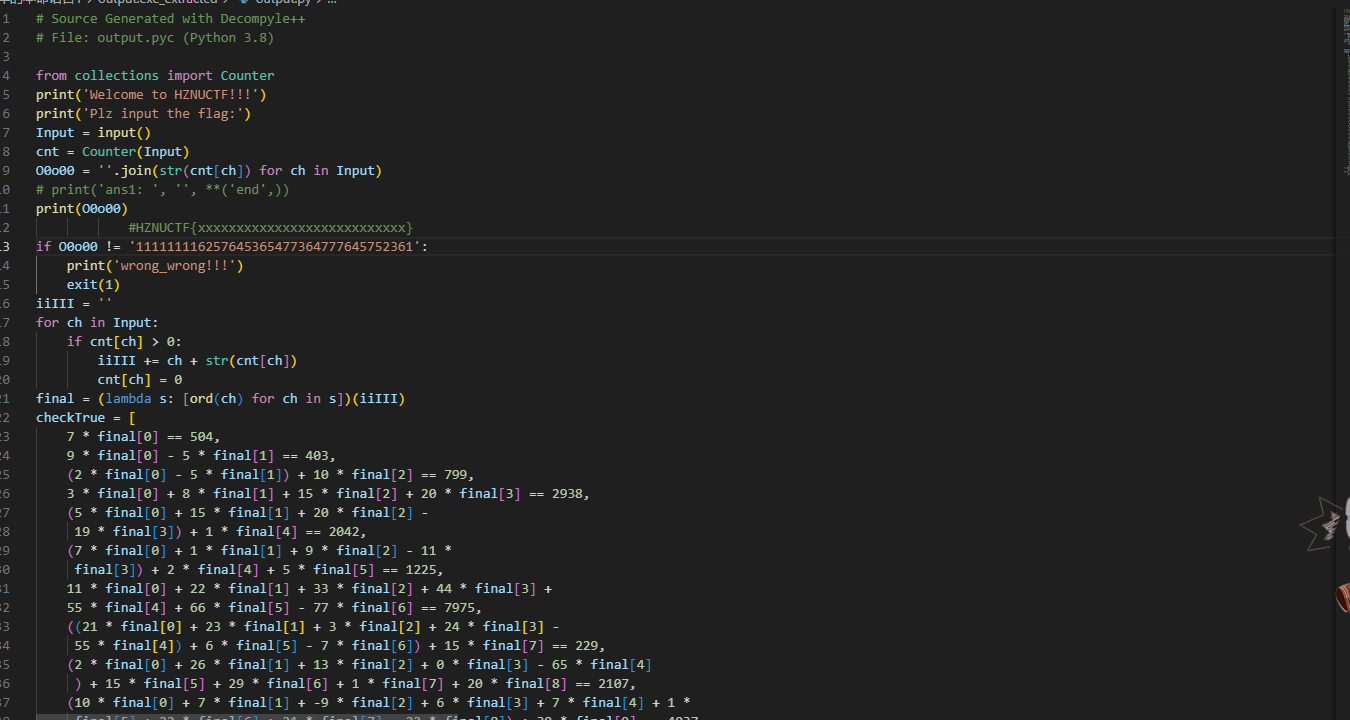 output.exe_extracted > output.py > ...
1 # Source Generated with Decompyle++
2 # File: output.pyc (Python 3.8)
3
4 from collections import Counter
5 print('Welcome to HZNUCTF!!!')
6 print('Plz input the flag:')
7 Input = input()
8 cnt = Counter(Input)
9 O0o00 = ''.join(str(cnt[ch]) for ch in Input)
.0 # print('ans1: ', '', **('end',))
.1 print(O0o00)
.2 #HZNUCTF{xxxxxxxxxxxxxxxxxxxxxxxxxxx}
.3 if O0o00 != '111111116257645365477364777645752361':
.4 print('wrong_wrong!!!')
.5 exit(1)
.6 iiIII = ''
.7 for ch in Input:
.8 if cnt[ch] > 0:
.9 iiIII += ch + str(cnt[ch])
20 cnt[ch] = 0
21 final = (lambda s: [ord(ch) for ch in s])(iiIII)
22 checkTrue = [
23 7 * final[0] == 504,
24 9 * final[0] - 5 * final[1] == 403,
25 (2 * final[0] - 5 * final[1]) + 10 * final[2] == 799,
26 3 * final[0] + 8 * final[1] + 15 * final[2] + 20 * final[3] == 2938,
27 (5 * final[0] + 15 * final[1] + 20 * final[2] -
28 19 * final[3]) + 1 * final[4] == 2042,
29 (7 * final[0] + 1 * final[1] + 9 * final[2] - 11 *
30 final[3]) + 2 * final[4] + 5 * final[5] == 1225,
31 11 * final[0] + 22 * final[1] + 33 * final[2] + 44 * final[3] +
32 55 * final[4] + 66 * final[5] - 77 * final[6] == 7975,
33 ((21 * final[0] + 23 * final[1] + 3 * final[2] + 24 * final[3] -
34 55 * final[4]) + 6 * final[5] - 7 * final[6]) + 15 * final[7] == 229,
35 (2 * final[0] + 26 * final[1] + 13 * final[2] + 0 * final[3] - 65 * final[4]
36 ) + 15 * final[5] + 29 * final[6] + 1 * final[7] + 20 * final[8] == 2107,
37 (10 * final[0] + 7 * final[1] + -9 * final[2] + 6 * final[3] + 7 * final[4] + 1 *